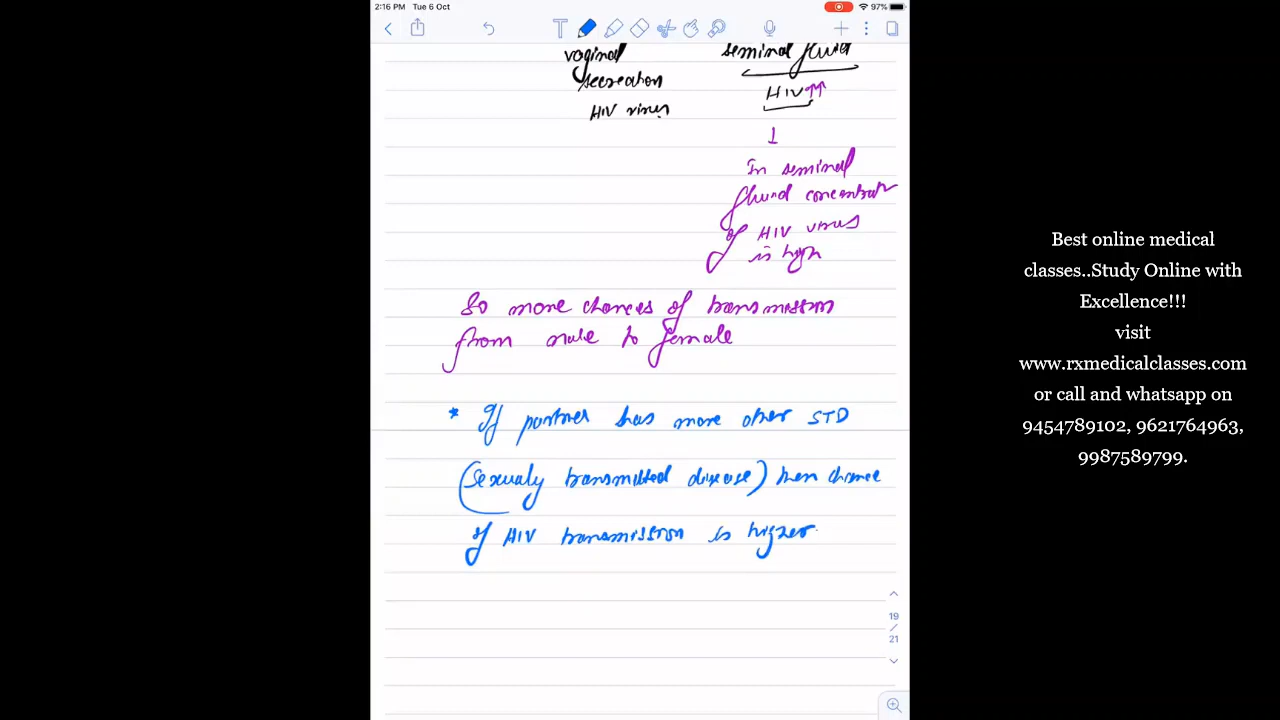 2:16 PM Tue 6 Oct
97%
T
vaginal
secreation
HIV virus
seminal fluid
HIV↑↑
↓
In seminal
fluid concentrat
of HIV virus
is high
So more chances of transmission
from male to female
* If partner has more other STD
(Sexualy transmitted disease) then chance
of HIV transmission is higher.
19
/
21
Best online medical
classes..Study Online with
Excellence!!!
visit
www.rxmedicalclasses.com
or call and whatsapp on
9454789102, 9621764963,
9987589799.